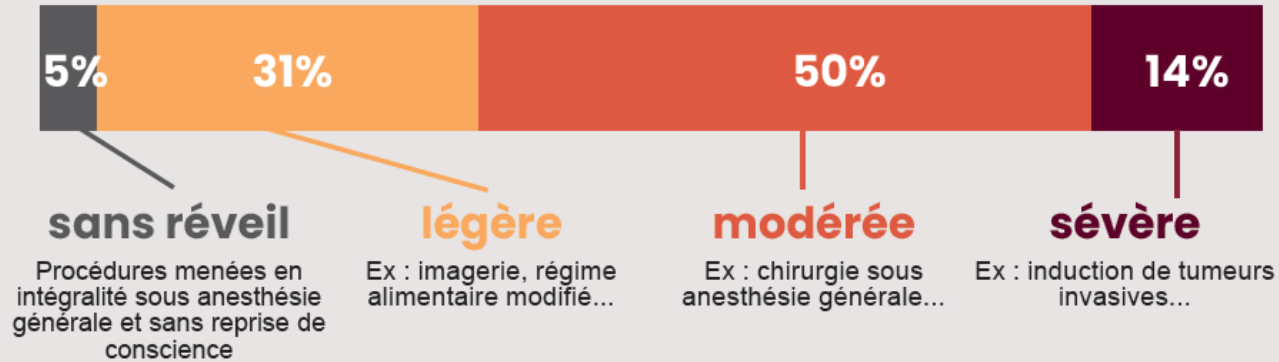 5%
31%
50%
14%
sans réveil
Procédures menées en
intégralité sous anesthésie
générale et sans reprise de
conscience
légère
Ex : imagerie, régime
alimentaire modifié...
modérée
Ex : chirurgie sous
anesthésie générale...
sévère
Ex : induction de tumeurs
invasives...